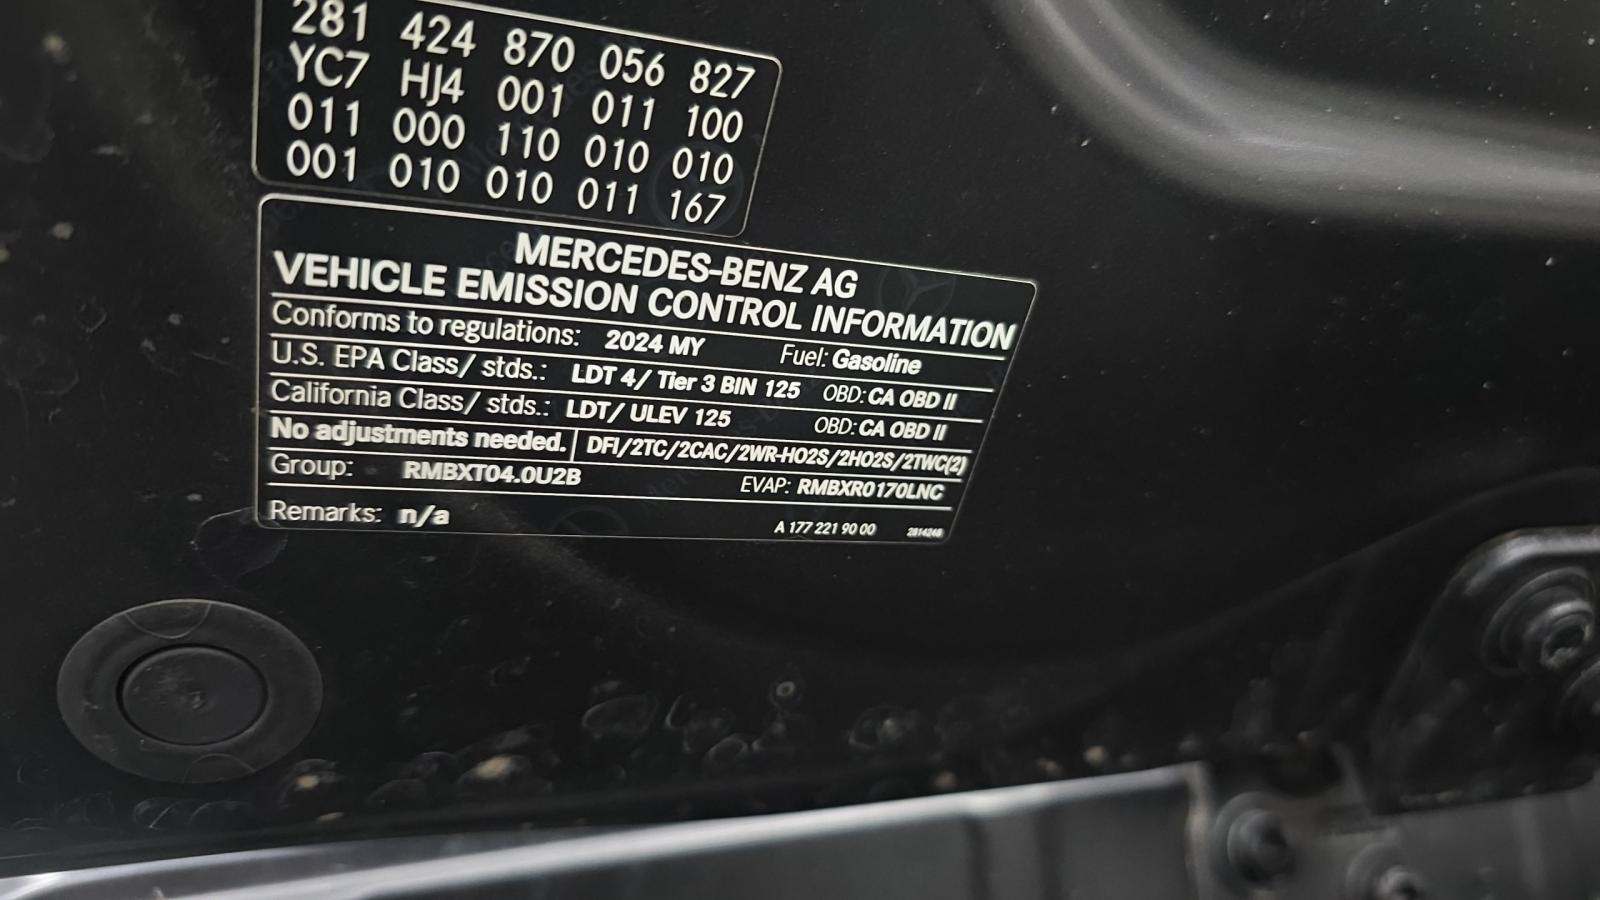 281 424 870 056 827
YC7 HJ4 001 011 100
011 000 110 010 010
001 010 010 011 167
MERCEDES-BENZ AG
VEHICLE EMISSION CONTROL INFORMATION
Conforms to regulations: 2024 MY Fuel: Gasoline
U.S. EPA Class/ stds.: LDT 4/ Tier 3 BIN 125 OBD: CA OBD II
California Class/ stds.: LDT/ ULEV 125 OBD: CA OBD II
No adjustments needed. DFI/2TC/2CAC/2WR-HO2S/2HO2S/2TWC(2)
Group: RMBXT04.0U2B EVAP: RMBXR0170LNC
Remarks: n/a A 177 221 90 00